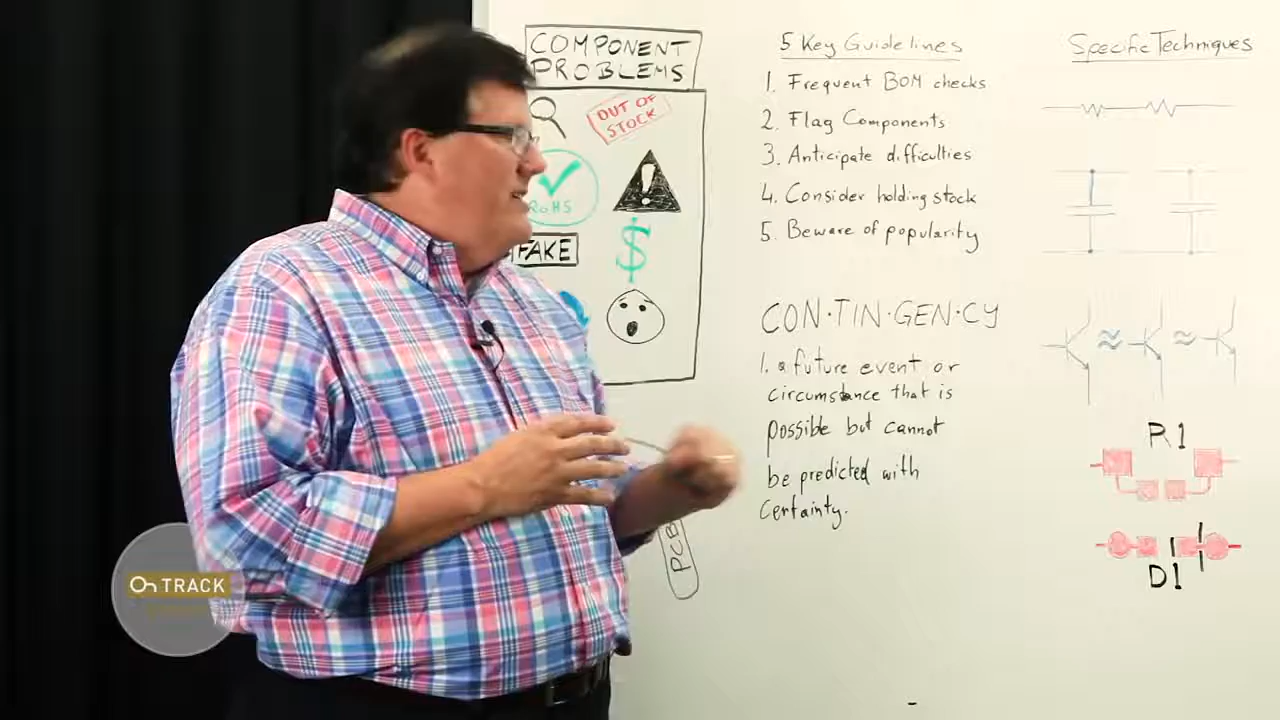 COMPONENT
PROBLEMS
OUT OF
STOCK
RoHS
FAKE
PCB
5 Key Guidelines
1. Frequent BOM checks
2. Flag Components
3. Anticipate difficulties
4. Consider holding stock
5. Beware of popularity
CON·TIN·GEN·CY
1. a future event or
circumstance that is
possible but cannot
be predicted with
certainty.
Specific Techniques
R1
D1
On TRACK